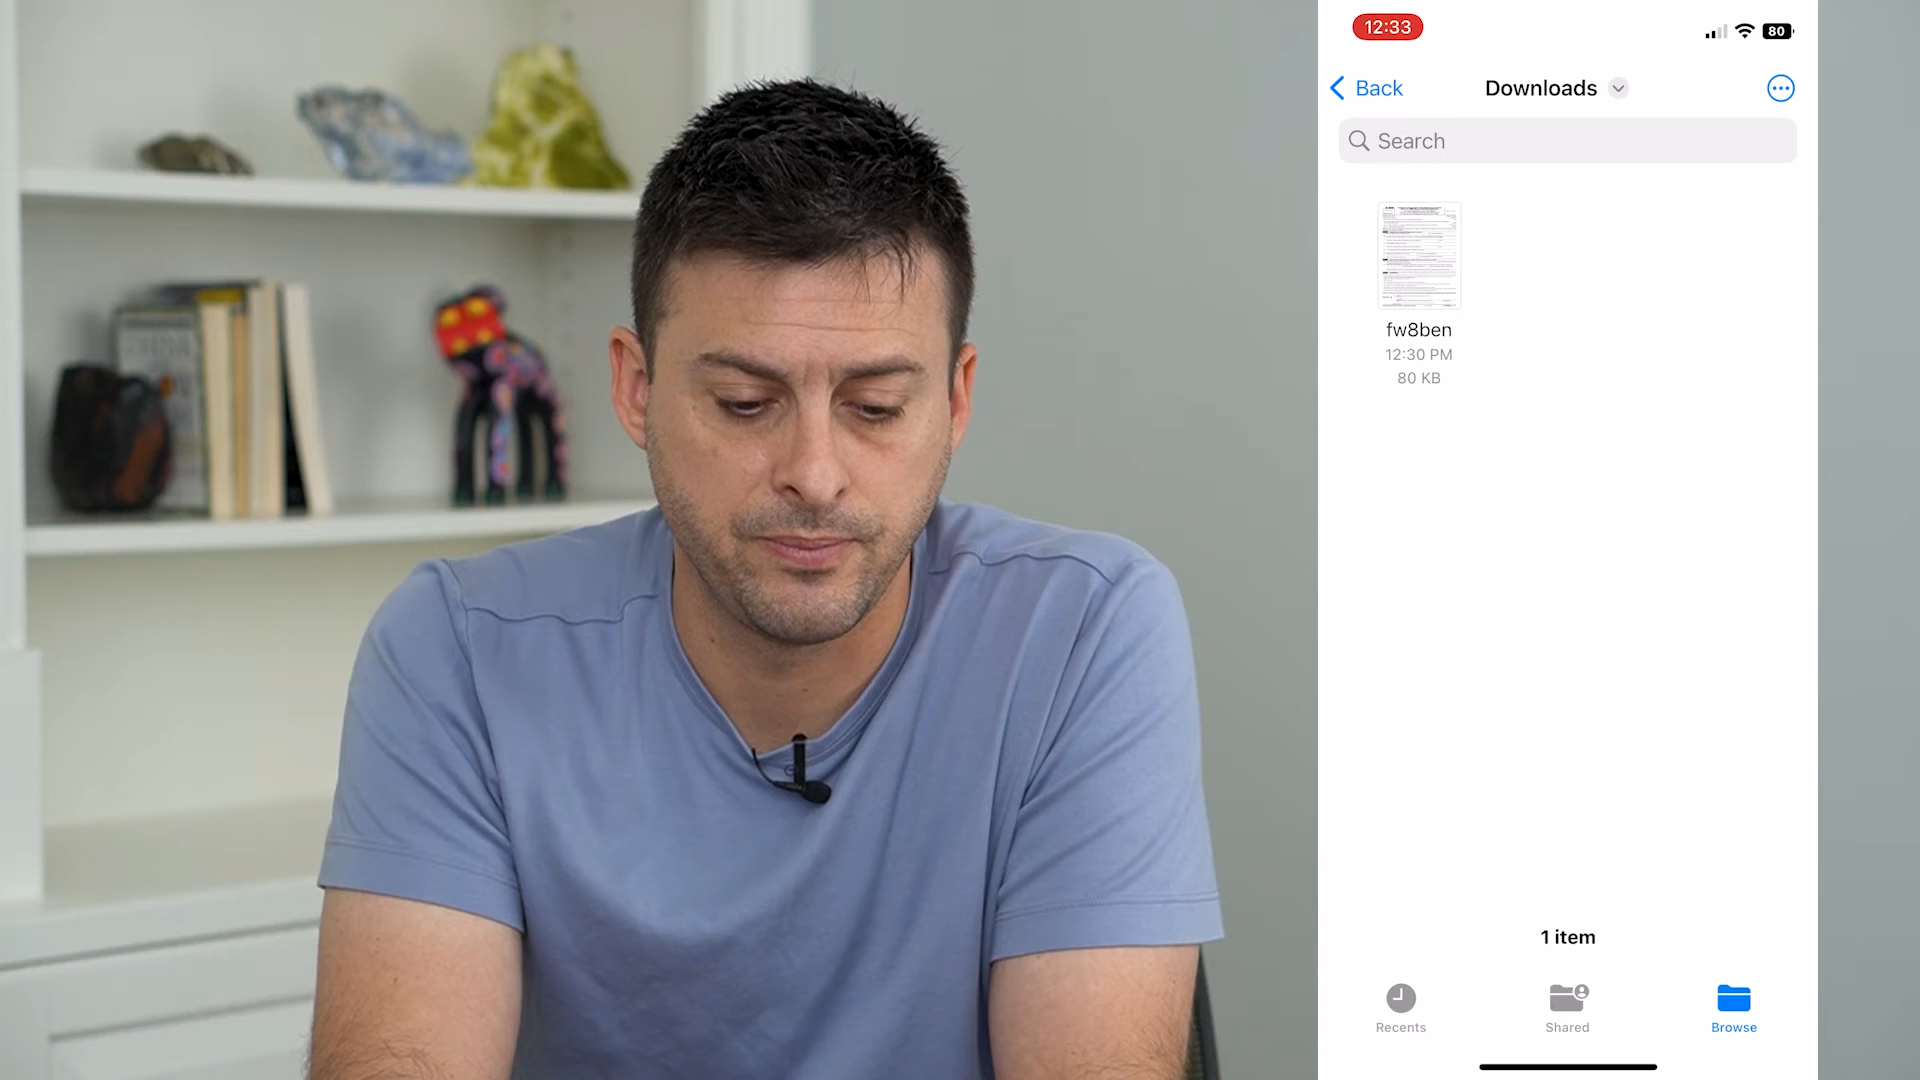 12:33
80
Back
Downloads
Search
fw8ben
12:30 PM
80 KB
1 item
Recents
Shared
Browse